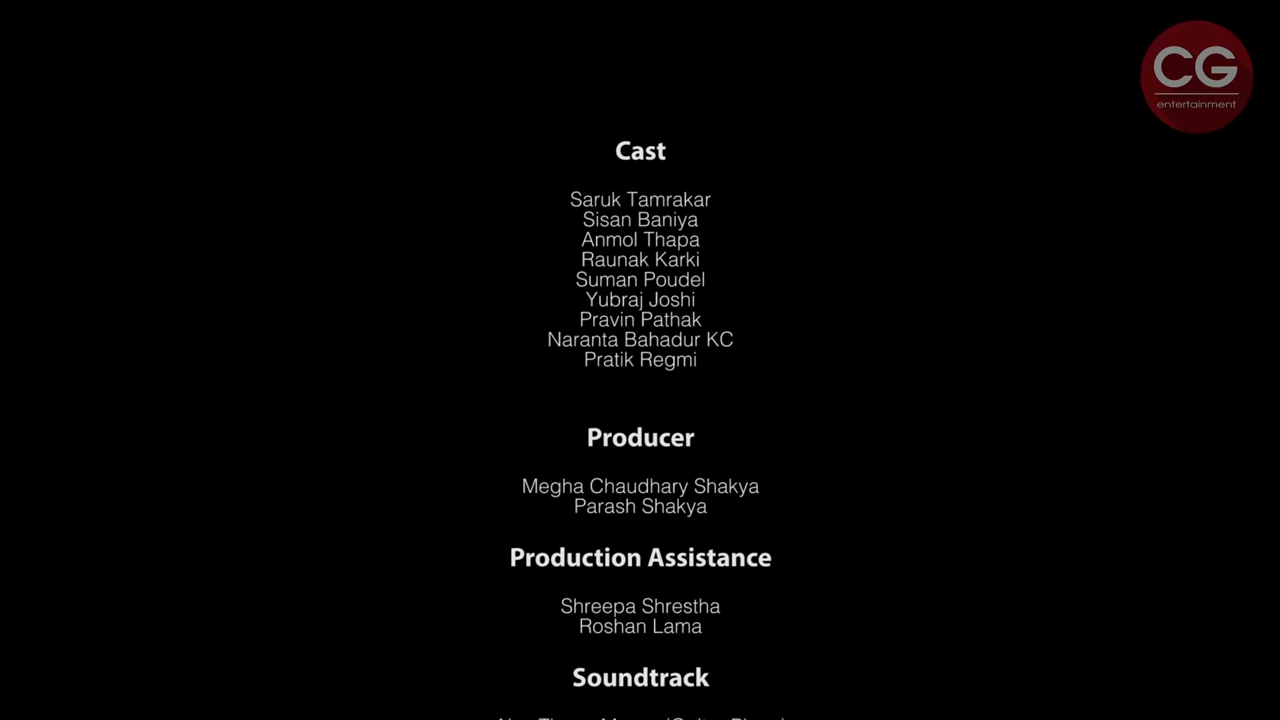 CG
entertainment
Cast
Saruk Tamrakar
Sisan Baniya
Anmol Thapa
Raunak Karki
Suman Poudel
Yubraj Joshi
Pravin Pathak
Naranta Bahadur KC
Pratik Regmi
Producer
Megha Chaudhary Shakya
Parash Shakya
Production Assistance
Shreepa Shrestha
Roshan Lama
Soundtrack